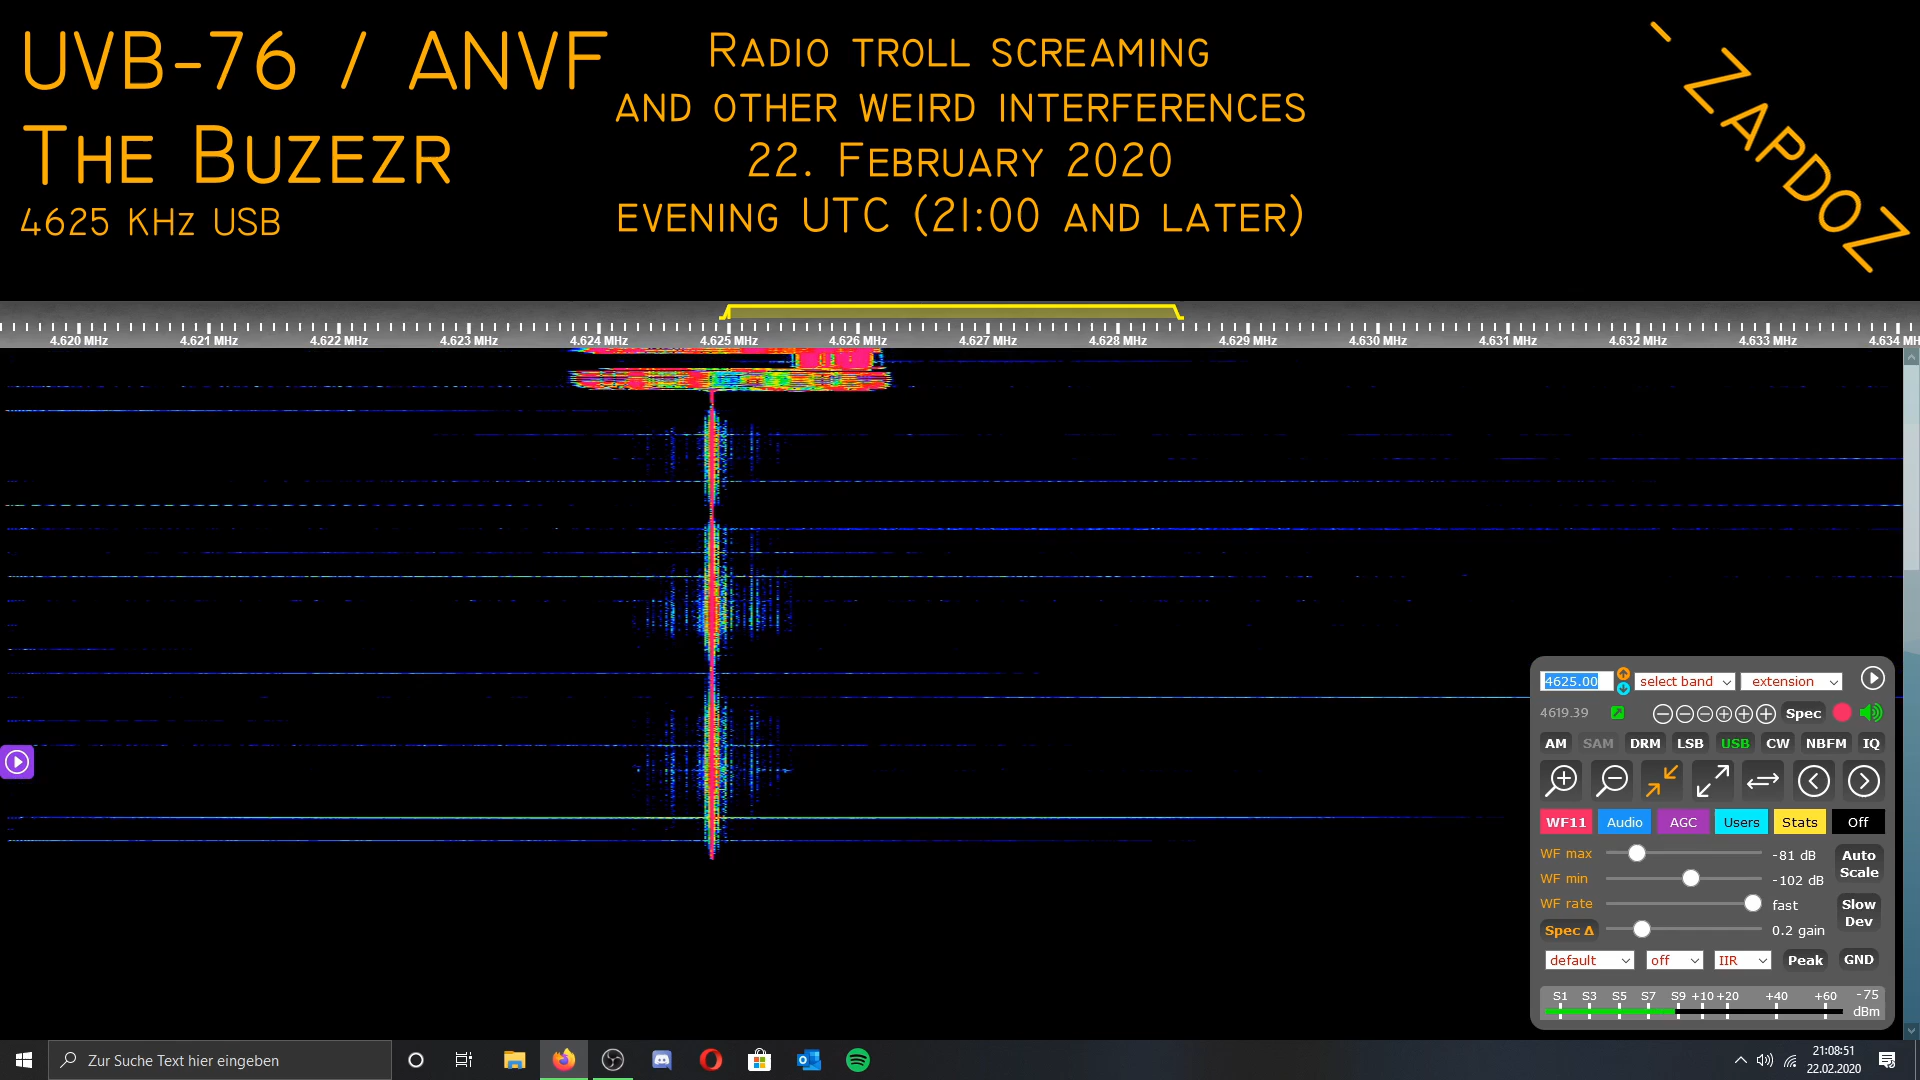 UVB-76 / ANVF
The Buzezr
4625 KHz USB
Radio troll screaming
and other weird interferences
22. February 2020
evening UTC (21:00 and later)
- ZapdoZ
4.620 MHz 4.621 MHz 4.622 MHz 4.623 MHz 4.624 MHz 4.625 MHz 4.626 MHz 4.627 MHz 4.628 MHz 4.629 MHz 4.630 MHz 4.631 MHz 4.632 MHz 4.633 MHz 4.634 MH
4625.00 select band extension
4619.39 Spec
AM SAM DRM LSB USB CW NBFM IQ
WF11 Audio AGC Users Stats Off
WF max -81 dB Auto Scale
WF min -102 dB
WF rate fast Slow Dev
Spec Δ 0.2 gain
default off IIR Peak GND
S1 S3 S5 S7 S9 +10 +20 +40 +60 -75 dBm
Zur Suche Text hier eingeben
21:08:51
22.02.2020